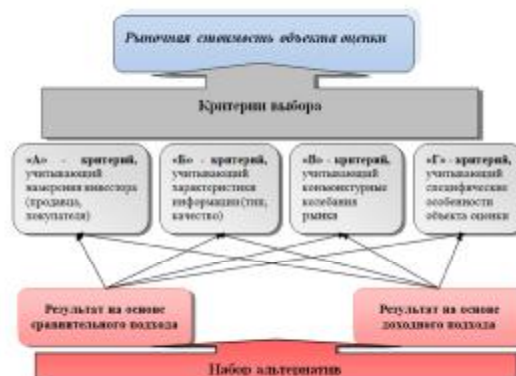 Рыночная стоимость объекта оценки
Критерии выбора
«А» - критерий,
учитывающий
намерения инвестора
(продавца,
покупателя)
«Б» - критерий,
учитывающий
характеристики
информации(тип,
качество)
«В» - критерий,
учитывающий
конъюнктурные
колебания
рынка
«Г» - критерий,
учитывающий
специфические
особенности
объекта оценки
Результат на основе
сравнительного подхода
Результат на основе
доходного подхода
Набор альтернатив